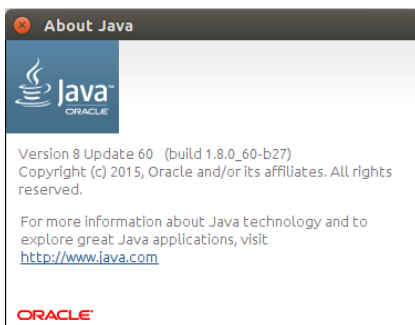 About Java
Java™
ORACLE
Version 8 Update 60 (build 1.8.0_60-b27)
Copyright (c) 2015, Oracle and/or its affiliates. All rights
reserved.
For more information about Java technology and to
explore great Java applications, visit
http://www.java.com
ORACLE